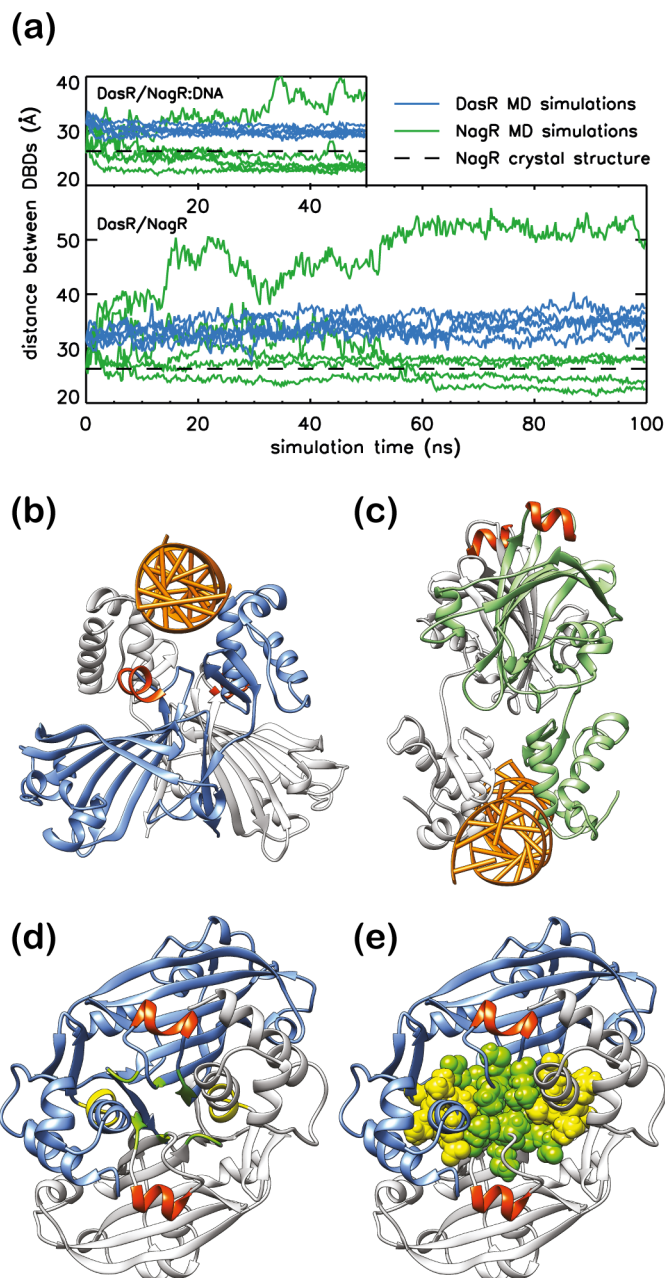 (a)
40
30
20
DasR/NagR:DNA
20
40
DasR MD simulations
NagR MD simulations
NagR crystal structure
distance between DBDs (Å)
DasR/NagR
50
40
30
20
0
20
40
60
80
100
simulation time (ns)
(b)
(c)
(d)
(e)